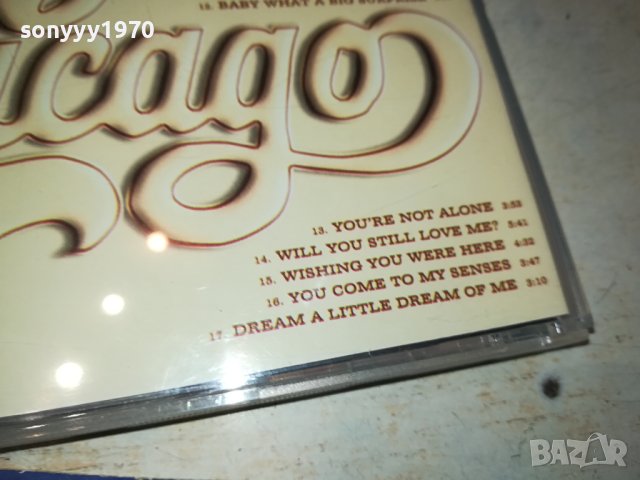 sonyyy1970
12. BABY WHAT A BIG SURPRISE
13. YOU'RE NOT ALONE 3:53
14. WILL YOU STILL LOVE ME? 5:41
15. WISHING YOU WERE HERE 4:32
16. YOU COME TO MY SENSES 3:47
17. DREAM A LITTLE DREAM OF ME 3:10
BAZAR